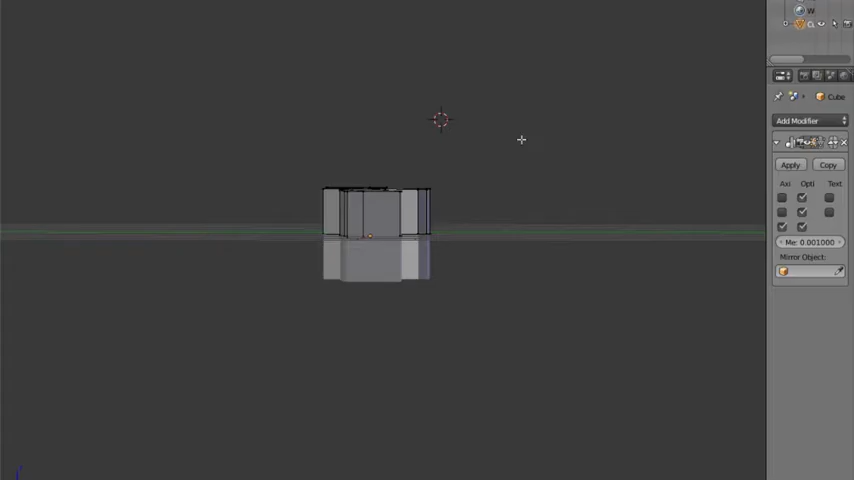 Cube
Add Modifier
Apply Copy
Axi Opti Text
Me: 0.001000
Mirror Object: